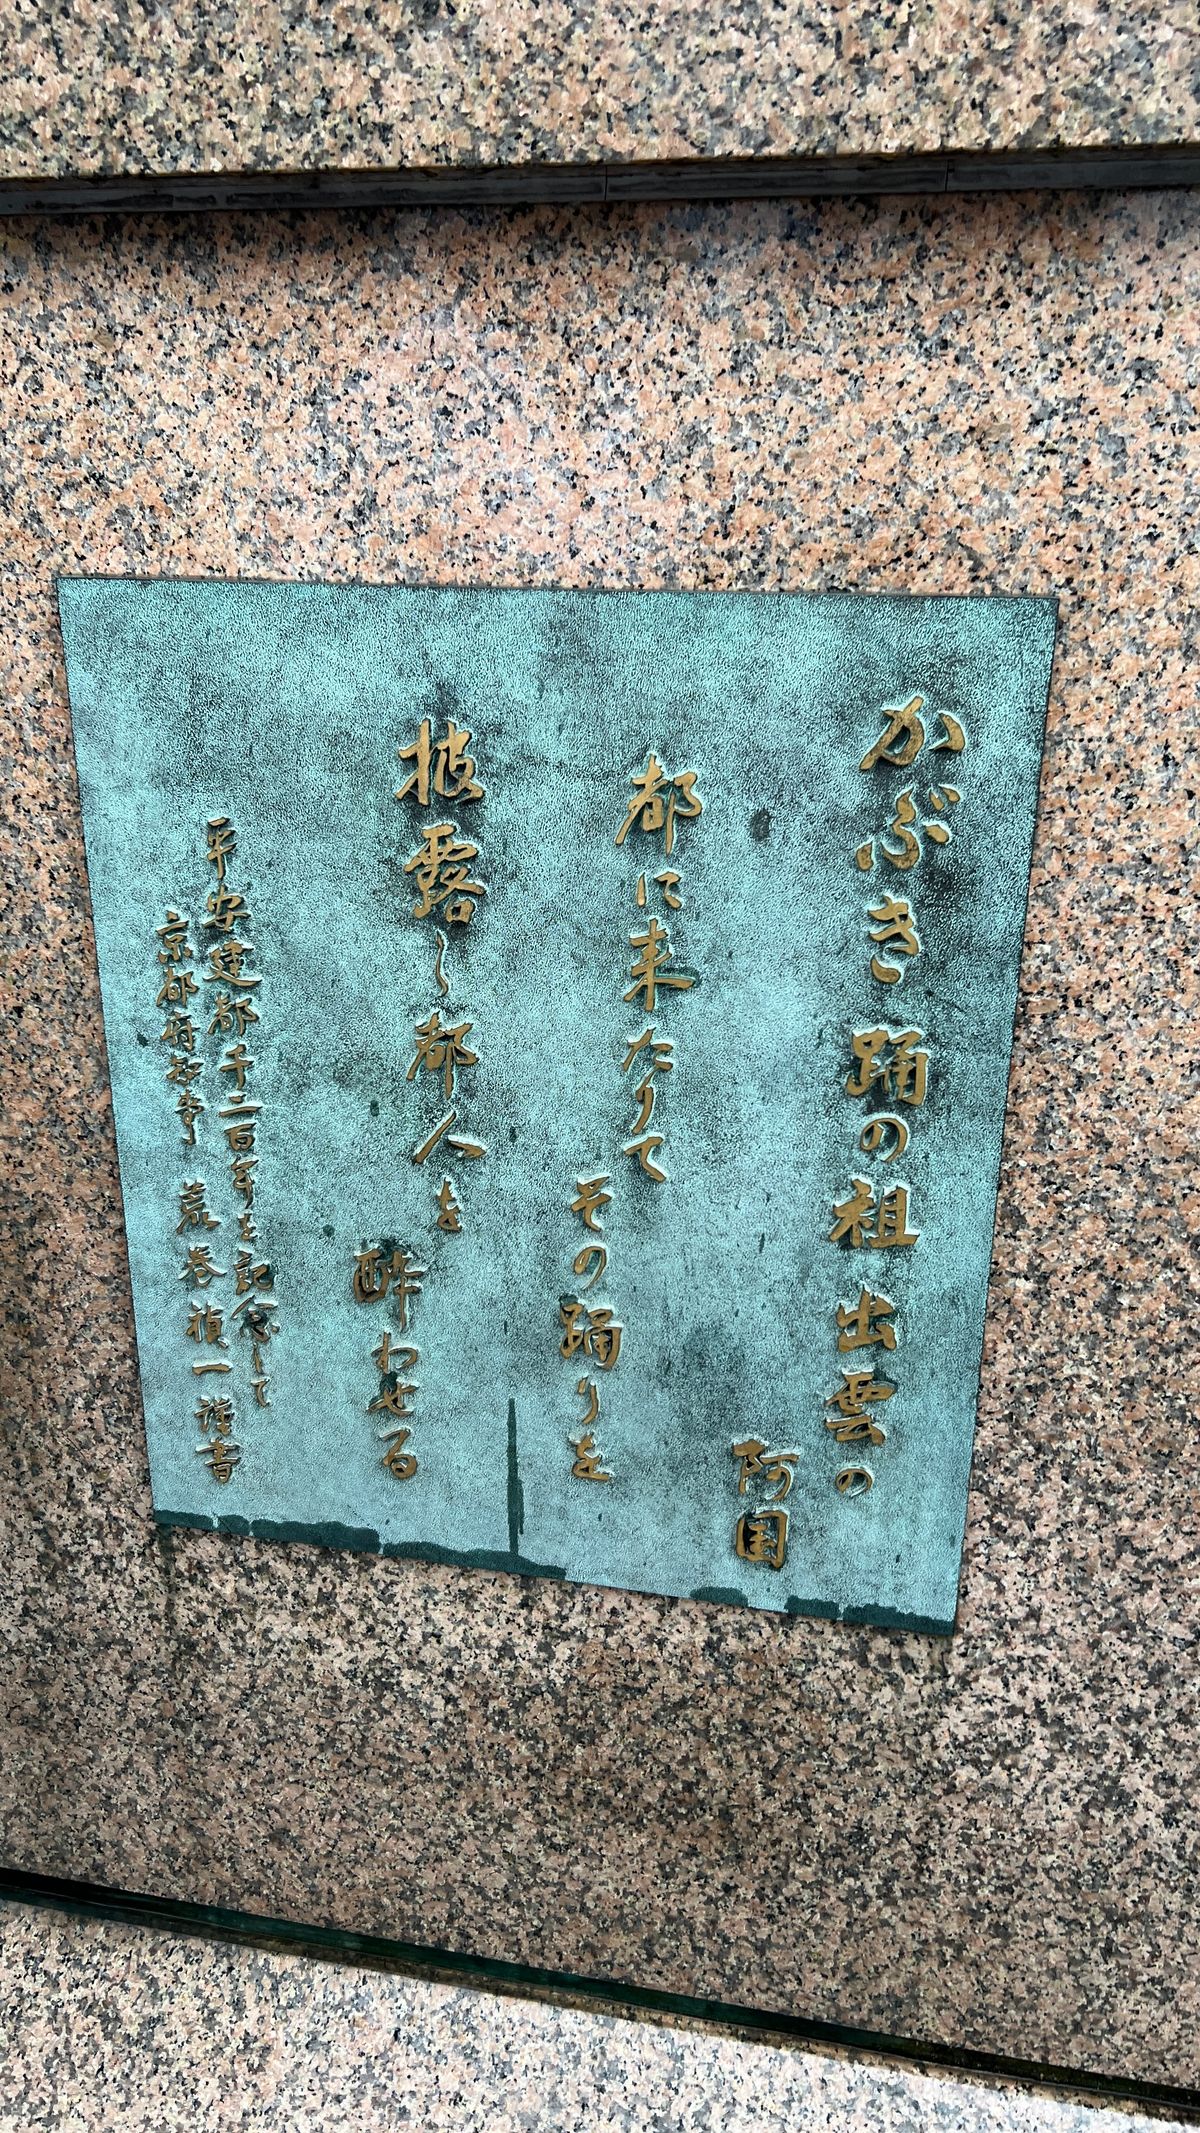 かぶき踊の祖出雲の
阿国
都に来たりて
その踊りを
披露し都人を
酔わせる
平安建都千二百年を記念して
京都府知事 荒巻禎一 謹書